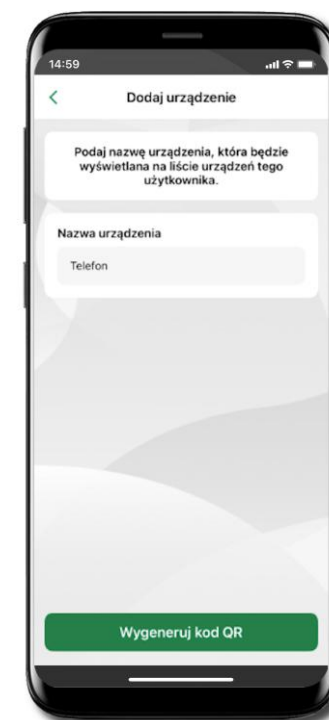 14:59
Dodaj urządzenie
Podaj nazwę urządzenia, która będzie
wyświetlana na liście urządzeń tego
użytkownika.
Nazwa urządzenia
Telefon
Wygeneruj kod QR